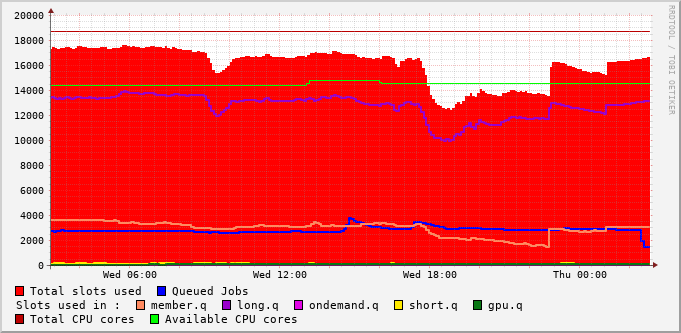 20000
18000
16000
14000
12000
10000
8000
6000
4000
2000
0
Wed 06:00 Wed 12:00 Wed 18:00 Thu 00:00
Total slots used Queued Jobs
Slots used in : member.q long.q ondemand.q short.q gpu.q
Total CPU cores Available CPU cores
RRDTOOL / TOBI OETIKER